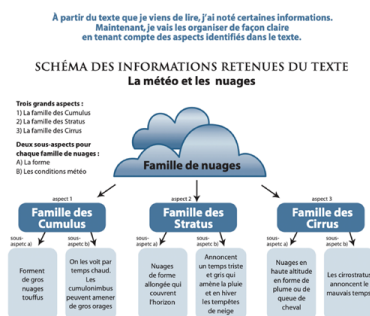 À partir du texte que je viens de lire, j'ai noté certaines informations.
Maintenant, je vais les organiser de façon claire
en tenant compte des aspects identifiés dans le texte.
SCHÉMA DES INFORMATIONS RETENUES DU TEXTE
La météo et les nuages
Trois grands aspects :
1) La famille des Cumulus
2) La famille des Stratus
3) La famille des Cirrus
Deux sous-aspects pour
chaque famille de nuages :
A) La forme
B) Les conditions météo
Famille de nuages
aspect 1
Famille des
Cumulus
sous-
aspetc a)
sous-
aspetc b)
Forment
de gros
nuages
touffus
On les voit par
temps chaud.
Les
cumulonimbus
peuvent amener
de gros orages
aspect 2
Famille des
Stratus
sous-
aspetc a)
sous-
aspetc b)
Nuages
de forme
allongée qui
couvrent
l'horizon
Annoncent
un temps triste
et gris qui
amène la pluie
et en hiver
les tempêtes
de neige
aspect 3
Famille des
Cirrus
sous-
aspetc a)
sous-
aspetc b)
Nuages en
haute altitude
en forme de
plume ou de
queue de
cheval
Les cirrostratus
annoncent le
mauvais temps